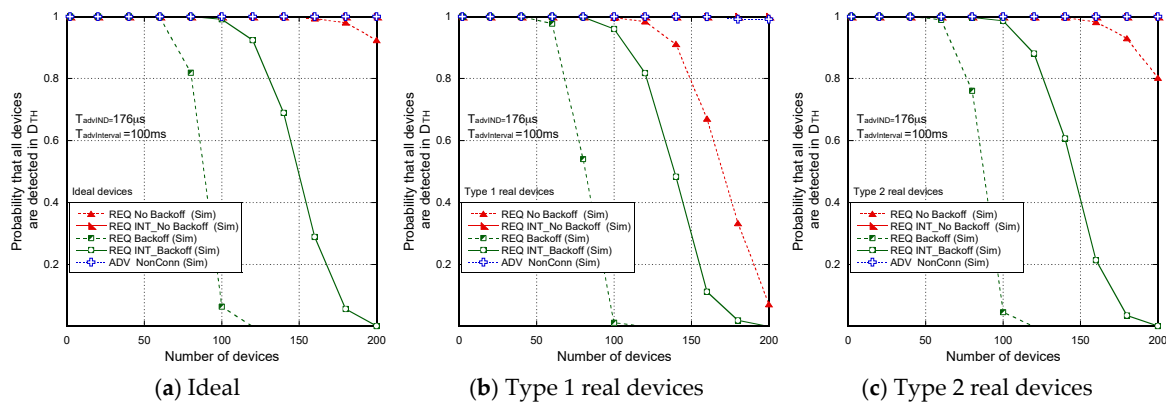 Probability that all devices
are detected in DTH
1
0.8
0.6
0.4
0.2
TadvIND=176μs
TadvInterval =100ms
Ideal devices
REQ No Backoff (Sim)
REQ INT_No Backoff (Sim)
REQ Backoff (Sim)
REQ INT_Backoff (Sim)
ADV NonConn (Sim)
0 50 100 150 200
Number of devices
(a) Ideal
Probability that all devices
are detected in DTH
1
0.8
0.6
0.4
0.2
TadvIND=176μs
TadvInterval =100ms
Type 1 real devices
REQ No Backoff (Sim)
REQ INT_No Backoff (Sim)
REQ Backoff (Sim)
REQ INT_Backoff (Sim)
ADV NonConn (Sim)
0 50 100 150 200
Number of devices
(b) Type 1 real devices
Probability that all devices
are detected in DTH
1
0.8
0.6
0.4
0.2
TadvIND=176μs
TadvInterval =100ms
Type 2 real devices
REQ No Backoff (Sim)
REQ INT_No Backoff (Sim)
REQ Backoff (Sim)
REQ INT_Backoff (Sim)
ADV NonConn (Sim)
0 50 100 150 200
Number of devices
(c) Type 2 real devices